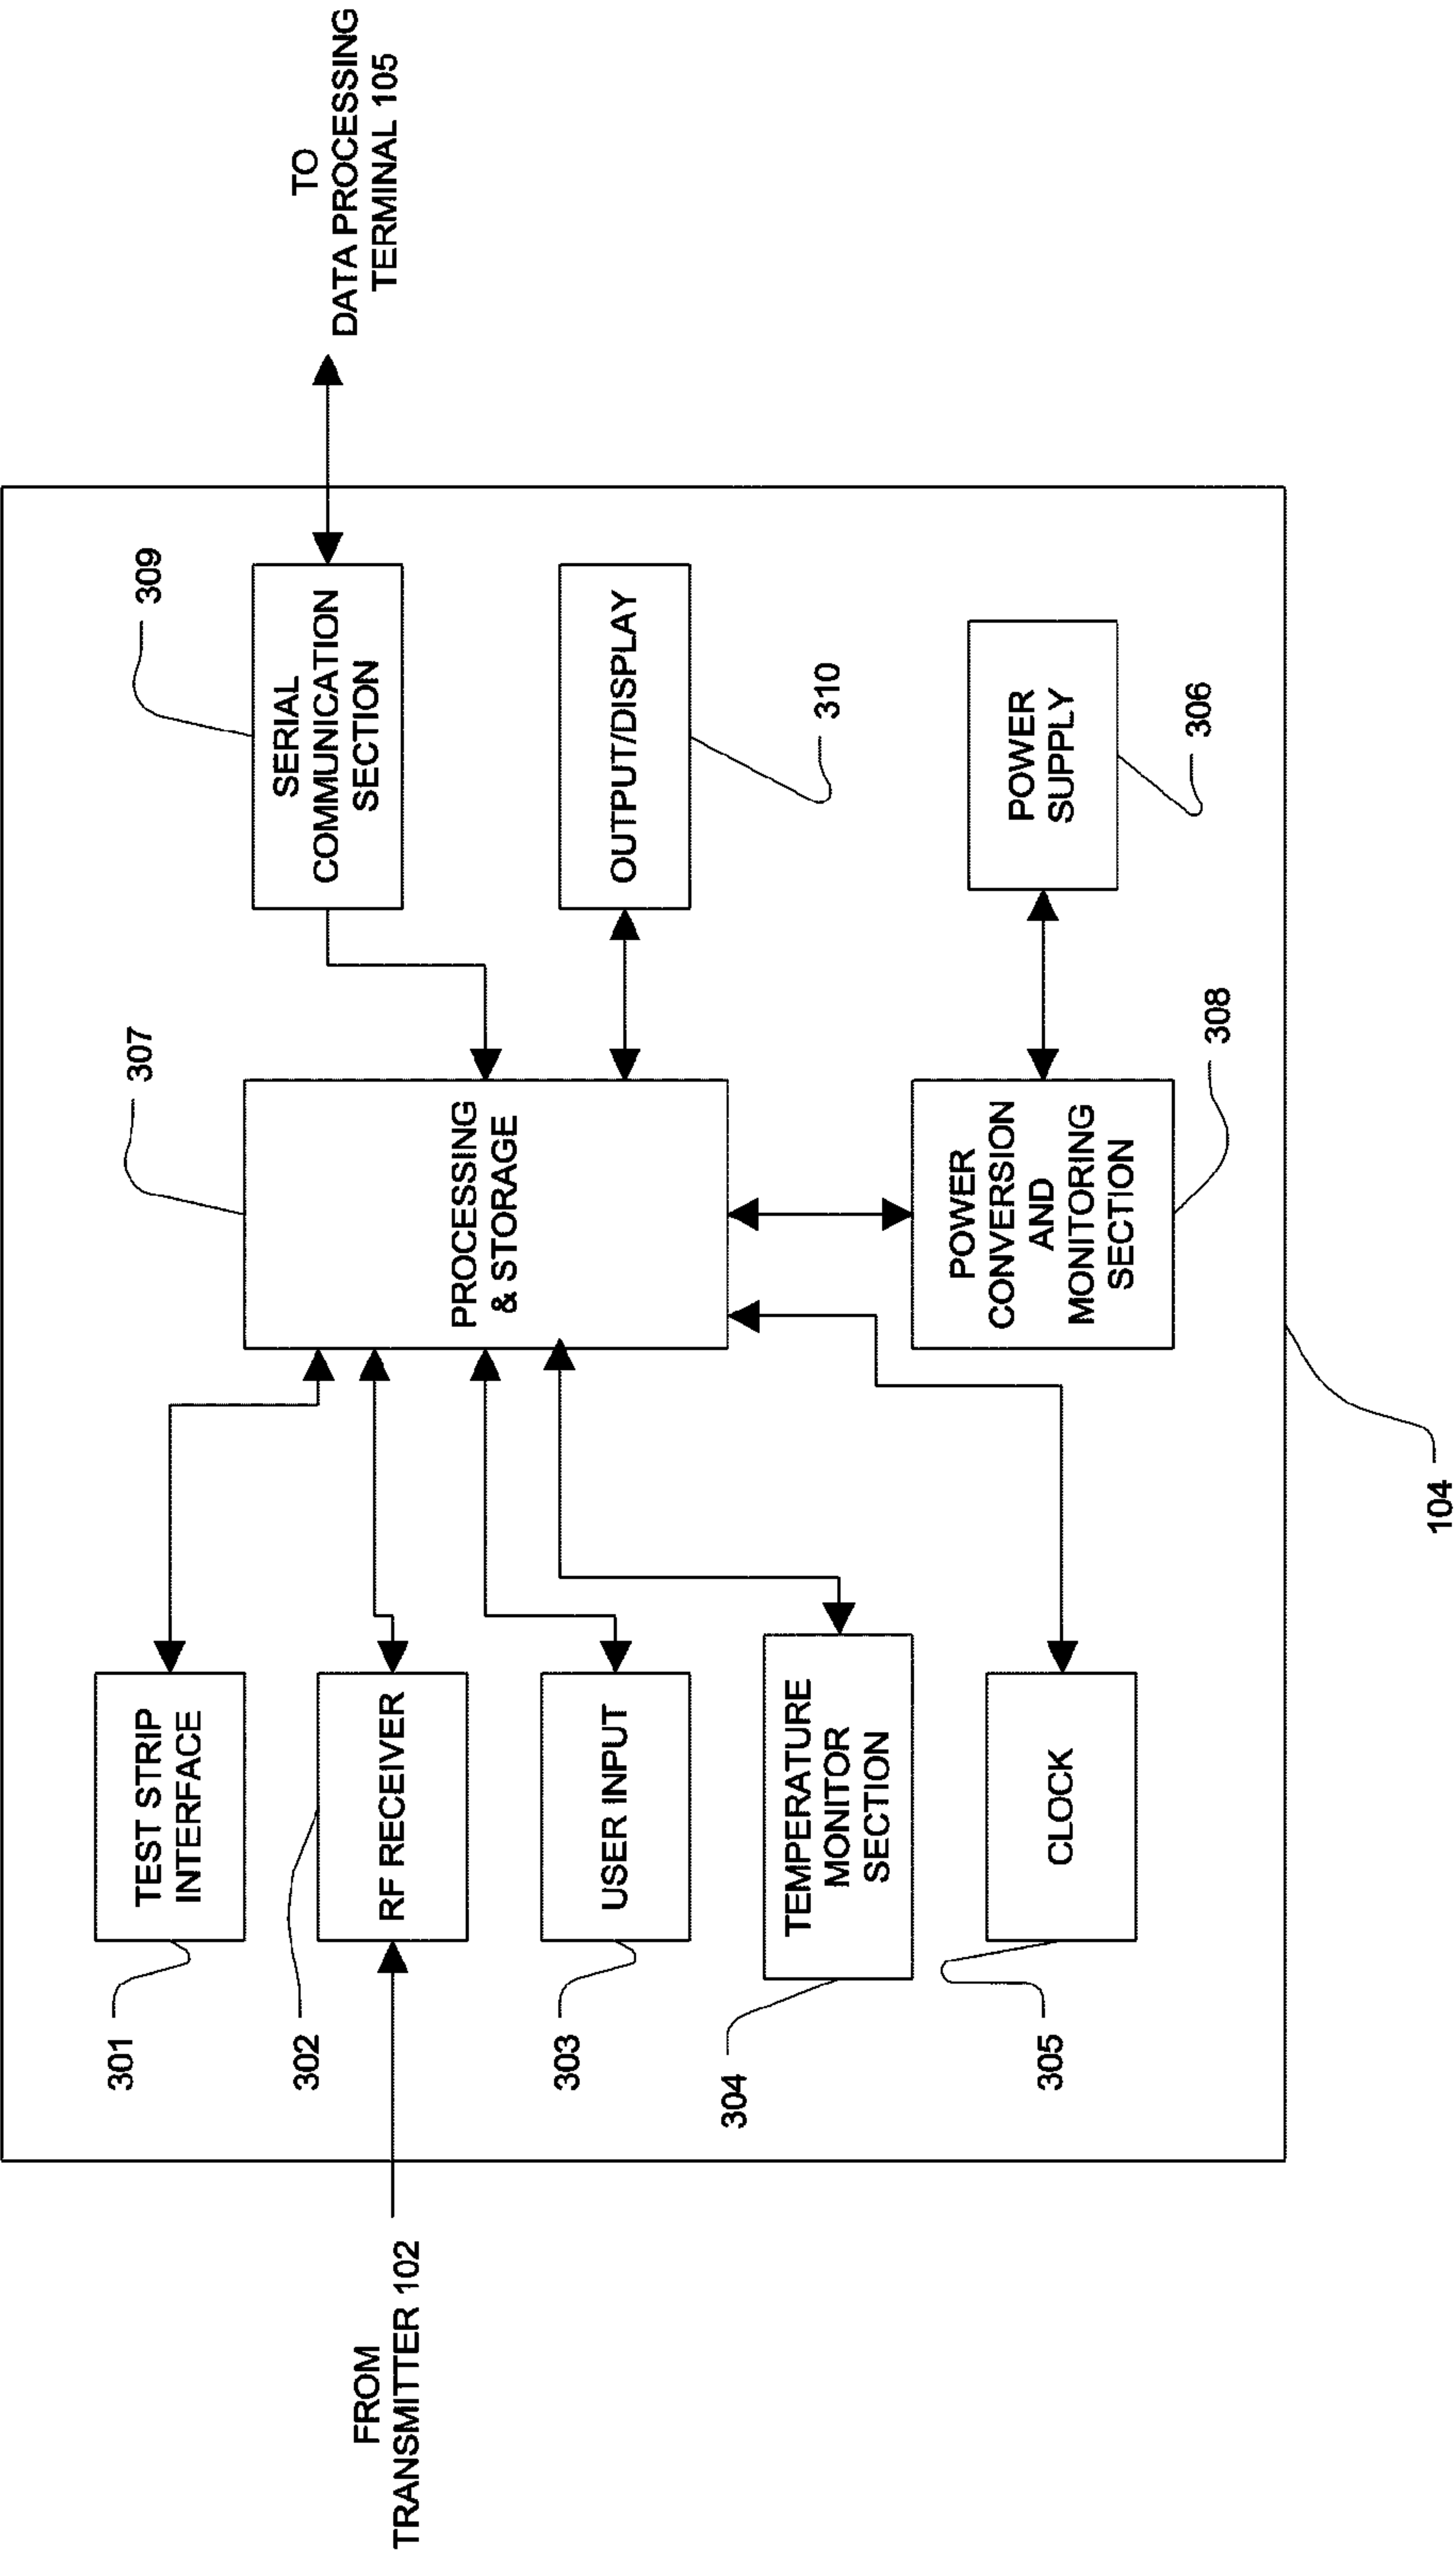 FROM
TRANSMITTER 102
301
TEST STRIP
INTERFACE
302
RF RECEIVER
303
USER INPUT
304
TEMPERATURE
MONITOR
SECTION
305
CLOCK
307
PROCESSING
& STORAGE
POWER
CONVERSION
AND
MONITORING
SECTION
308
309
SERIAL
COMMUNICATION
SECTION
OUTPUT/DISPLAY
310
POWER
SUPPLY
306
TO
DATA PROCESSING
TERMINAL 105
104